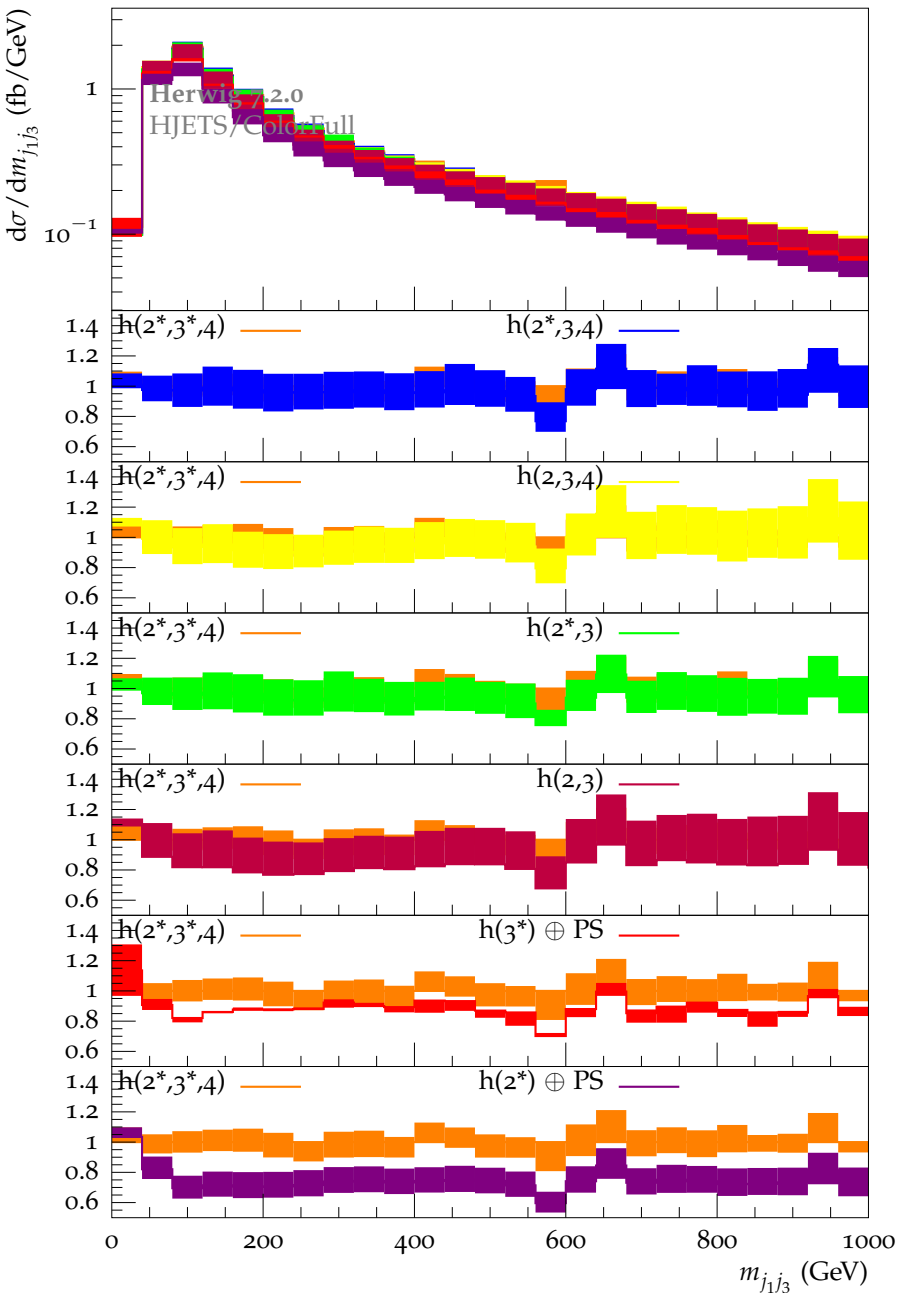 dσ/dm_{j₁j₃} (fb/GeV)
1
10⁻¹
Herwig 7.2.0
HJETS/ColorFull
h(2*,3*,4) h(2*,3,4)
1.4
1.2
1
0.8
0.6
h(2*,3*,4) h(2,3,4)
1.4
1.2
1
0.8
0.6
h(2*,3*,4) h(2*,3)
1.4
1.2
1
0.8
0.6
h(2*,3*,4) h(2,3)
1.4
1.2
1
0.8
0.6
h(2*,3*,4) h(3*) ⊕ PS
1.4
1.2
1
0.8
0.6
h(2*,3*,4) h(2*) ⊕ PS
1.4
1.2
1
0.8
0.6
0 200 400 600 800 1000
m_{j₁j₃} (GeV)